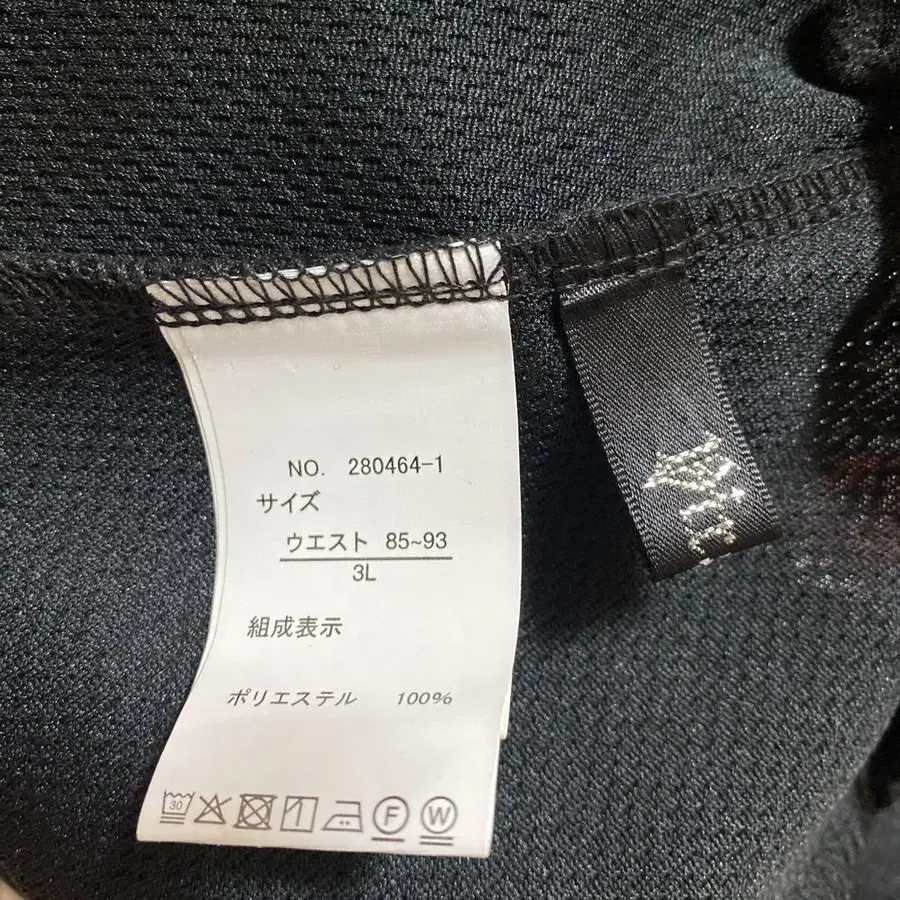 NO. 280464-1
サイズ
ウエスト 85~93
3L
組成表示
ポリエステル 100%
30
F W